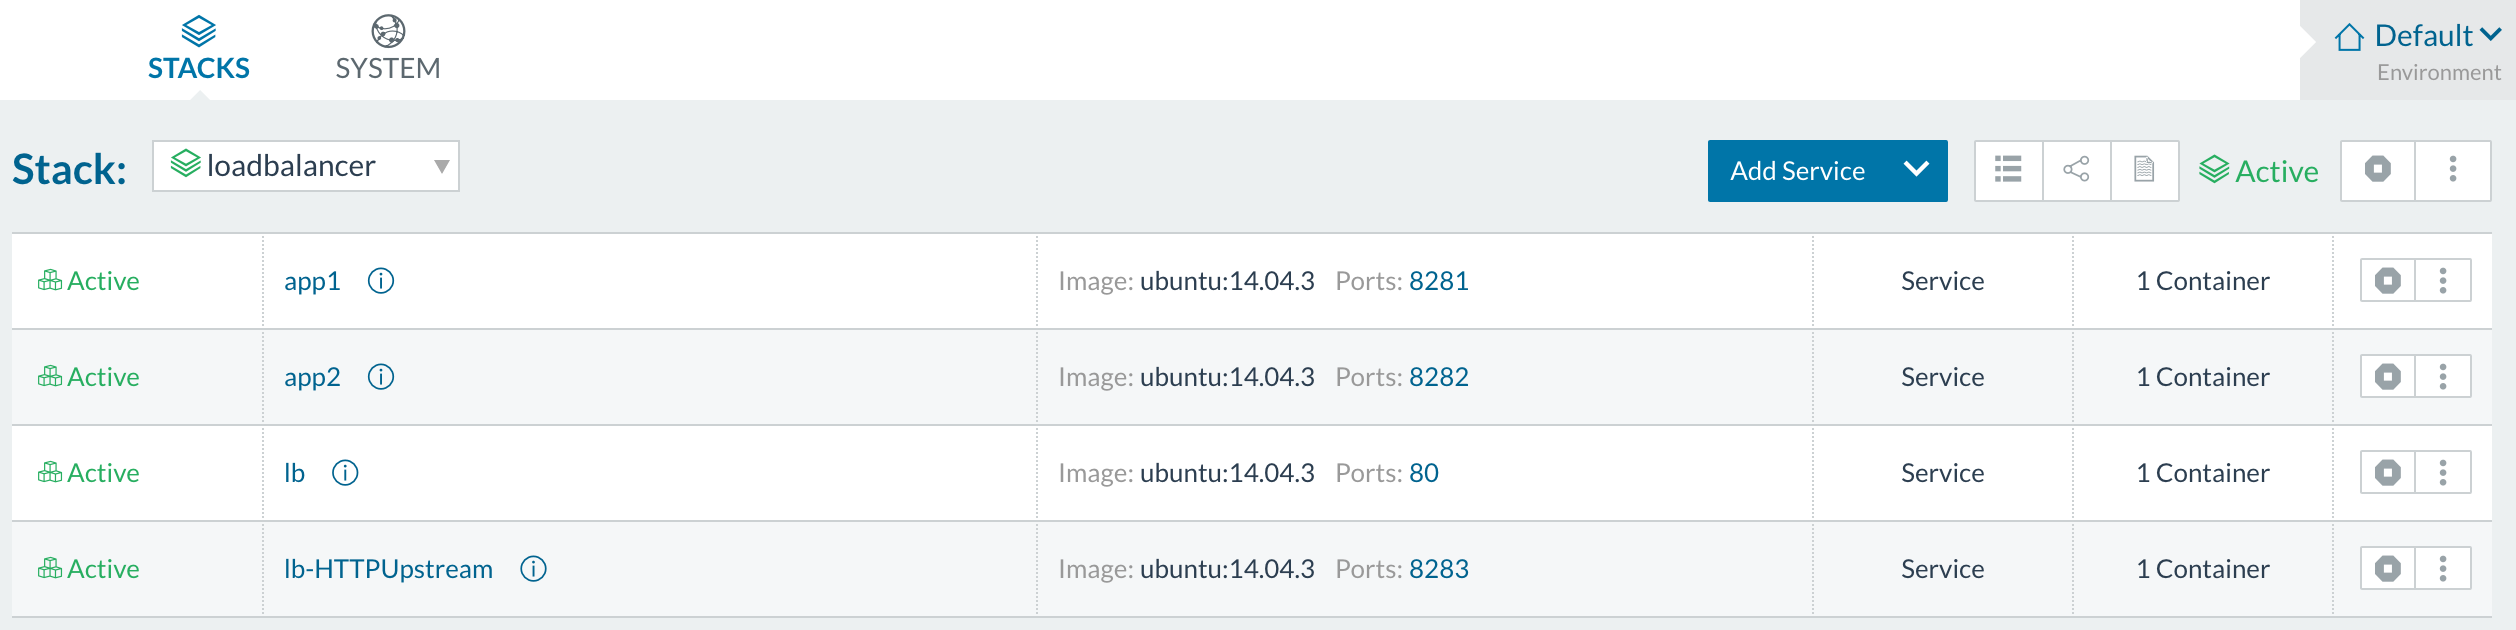 STACKS
SYSTEM
Default
Environment
Stack: loadbalancer
Add Service
Active
Active app1 Image: ubuntu:14.04.3 Ports: 8281 Service 1 Container
Active app2 Image: ubuntu:14.04.3 Ports: 8282 Service 1 Container
Active lb Image: ubuntu:14.04.3 Ports: 80 Service 1 Container
Active lb-HTTPUpstream Image: ubuntu:14.04.3 Ports: 8283 Service 1 Container